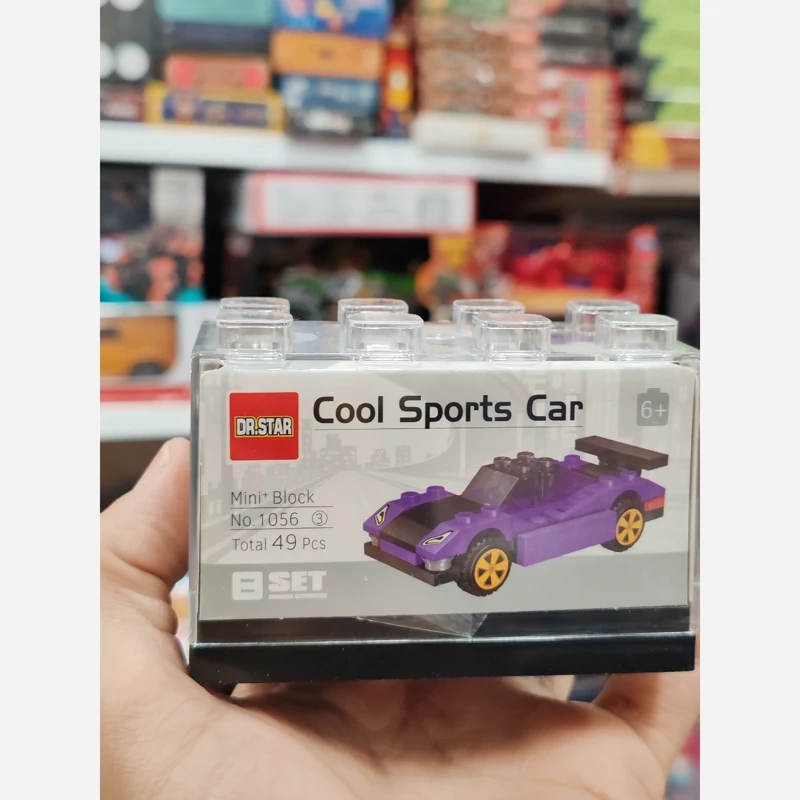 DR.STAR
Cool Sports Car
6+
Mini+ Block
No.1056 ③
Total 49 Pcs
8 SET